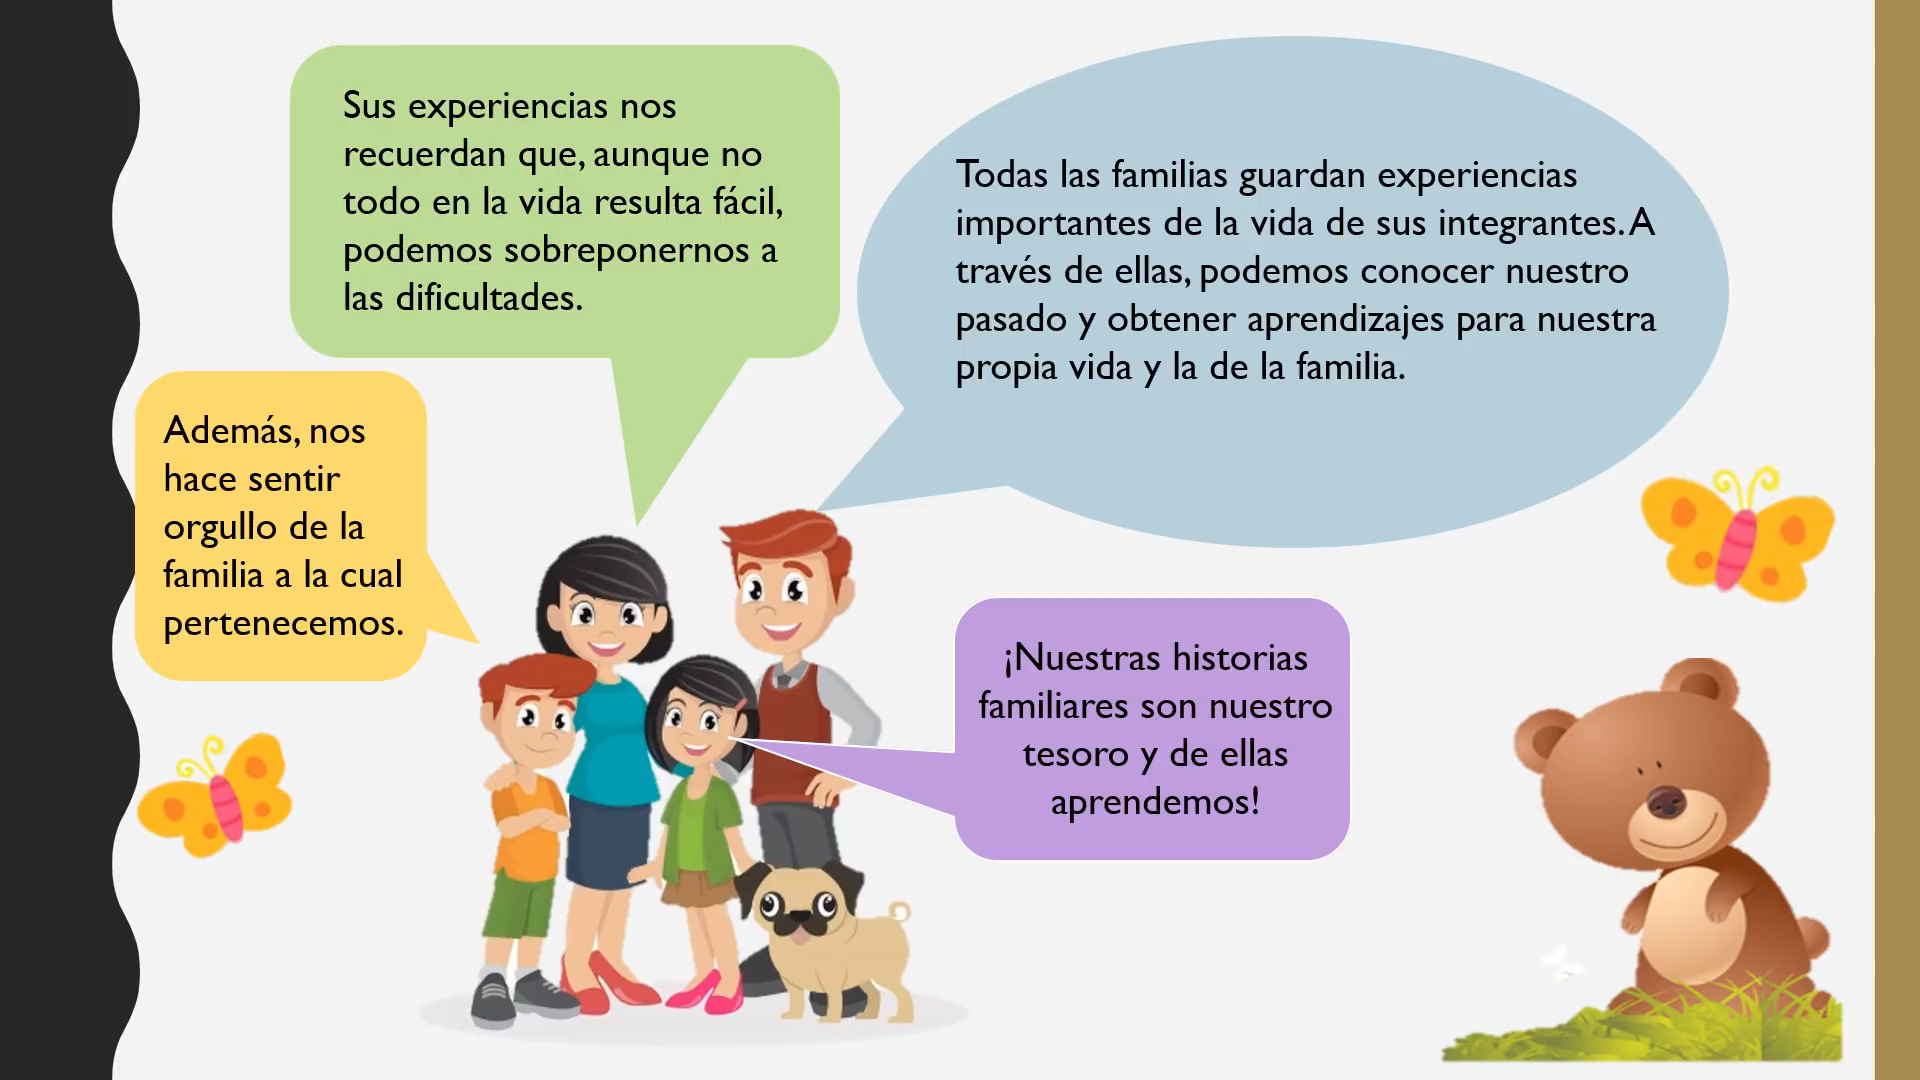 Sus experiencias nos
recuerdan que, aunque no
todo en la vida resulta fácil,
podemos sobreponernos a
las dificultades.
Todas las familias guardan experiencias
importantes de la vida de sus integrantes. A
través de ellas, podemos conocer nuestro
pasado y obtener aprendizajes para nuestra
propia vida y la de la familia.
Además, nos
hace sentir
orgullo de la
familia a la cual
pertenecemos.
¡Nuestras historias
familiares son nuestro
tesoro y de ellas
aprendemos!